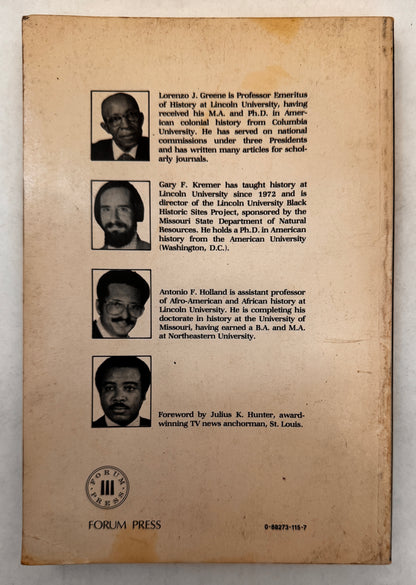 Lorenzo J. Greene is Professor Emeritus
of History at Lincoln University, having
received his M.A. and Ph.D. in Amer-
ican colonial history from Columbia
University. He has served on national
commissions under three Presidents
and has written many articles for schol-
arly journals.
Gary F. Kremer has taught history at
Lincoln University since 1972 and is
director of the Lincoln University Black
Historic Sites Project, sponsored by the
Missouri State Department of Natural
Resources. He holds a Ph.D. in American
history from the American University
(Washington, D.C.).
Antonio F. Holland is assistant professor
of Afro-American and African history at
Lincoln University. He is completing his
doctorate in history at the University of
Missouri, having earned a B.A. and M.A.
at Northeastern University.
Foreword by Julius K. Hunter, award-
winning TV news anchorman, St. Louis.
FORUM
PRESS
FORUM PRESS
0-88273-115-7